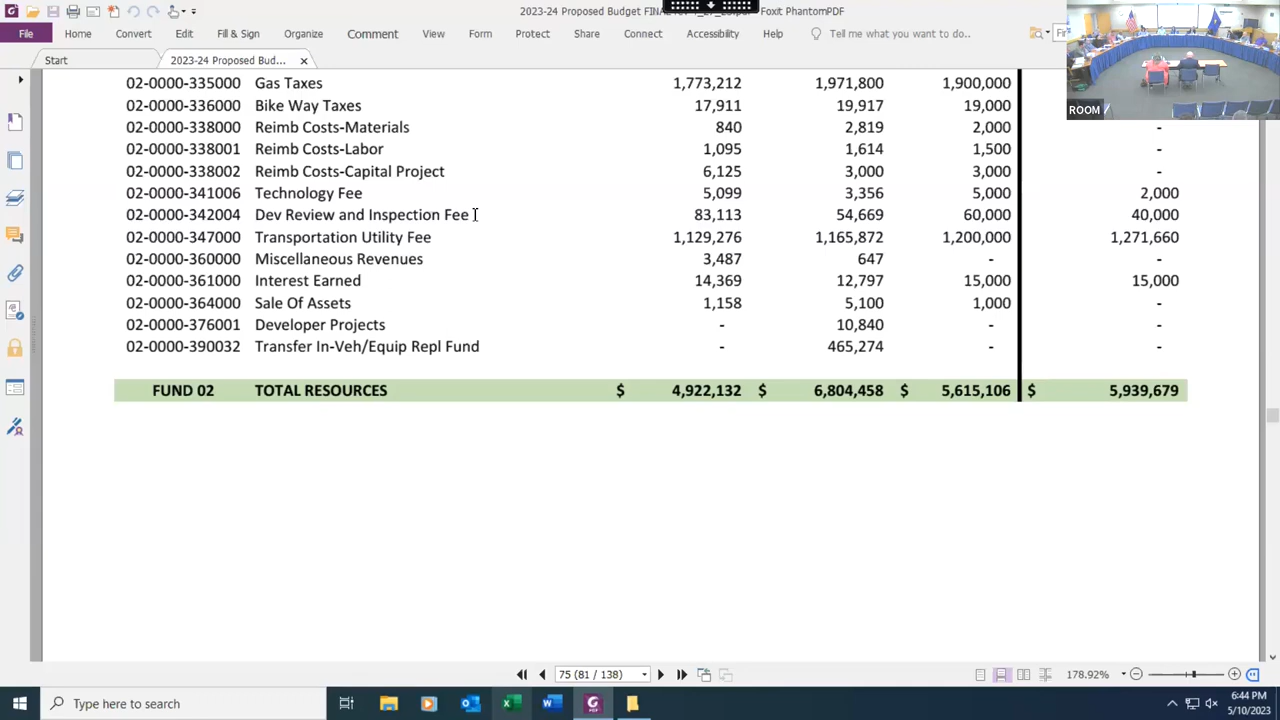 2023-24 Proposed Budget FINAL
Foxit PhantomPDF
File Home Convert Edit Fill & Sign Organize Comment View Form Protect Share Connect Accessibility Help Tell me what you want to do..
Start 2023-24 Proposed Bud... ×
ROOM
02-0000-335000 Gas Taxes 1,773,212 1,971,800 1,900,000
02-0000-336000 Bike Way Taxes 17,911 19,917 19,000
02-0000-338000 Reimb Costs-Materials 840 2,819 2,000 -
02-0000-338001 Reimb Costs-Labor 1,095 1,614 1,500 -
02-0000-338002 Reimb Costs-Capital Project 6,125 3,000 3,000 -
02-0000-341006 Technology Fee 5,099 3,356 5,000 2,000
02-0000-342004 Dev Review and Inspection Fee 83,113 54,669 60,000 40,000
02-0000-347000 Transportation Utility Fee 1,129,276 1,165,872 1,200,000 1,271,660
02-0000-360000 Miscellaneous Revenues 3,487 647 - -
02-0000-361000 Interest Earned 14,369 12,797 15,000 15,000
02-0000-364000 Sale Of Assets 1,158 5,100 1,000 -
02-0000-376001 Developer Projects - 10,840 - -
02-0000-390032 Transfer In-Veh/Equip Repl Fund - 465,274 - -
FUND 02 TOTAL RESOURCES $ 4,922,132 $ 6,804,458 $ 5,615,106 $ 5,939,679
75 (81 / 138) 178.92%
Type here to search 6:44 PM
5/10/2023